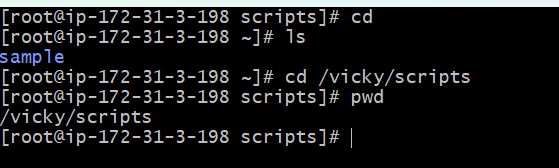 [root@ip-172-31-3-198 scripts]# cd
[root@ip-172-31-3-198 ~]# ls
sample
[root@ip-172-31-3-198 ~]# cd /vicky/scripts
[root@ip-172-31-3-198 scripts]# pwd
/vicky/scripts
[root@ip-172-31-3-198 scripts]#